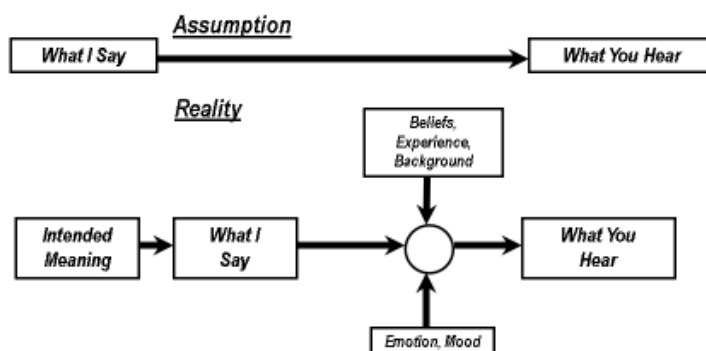 Assumption
What I Say
What You Hear
Reality
Beliefs,
Experience,
Background
Intended
Meaning
What I
Say
What You
Hear
Emotion, Mood